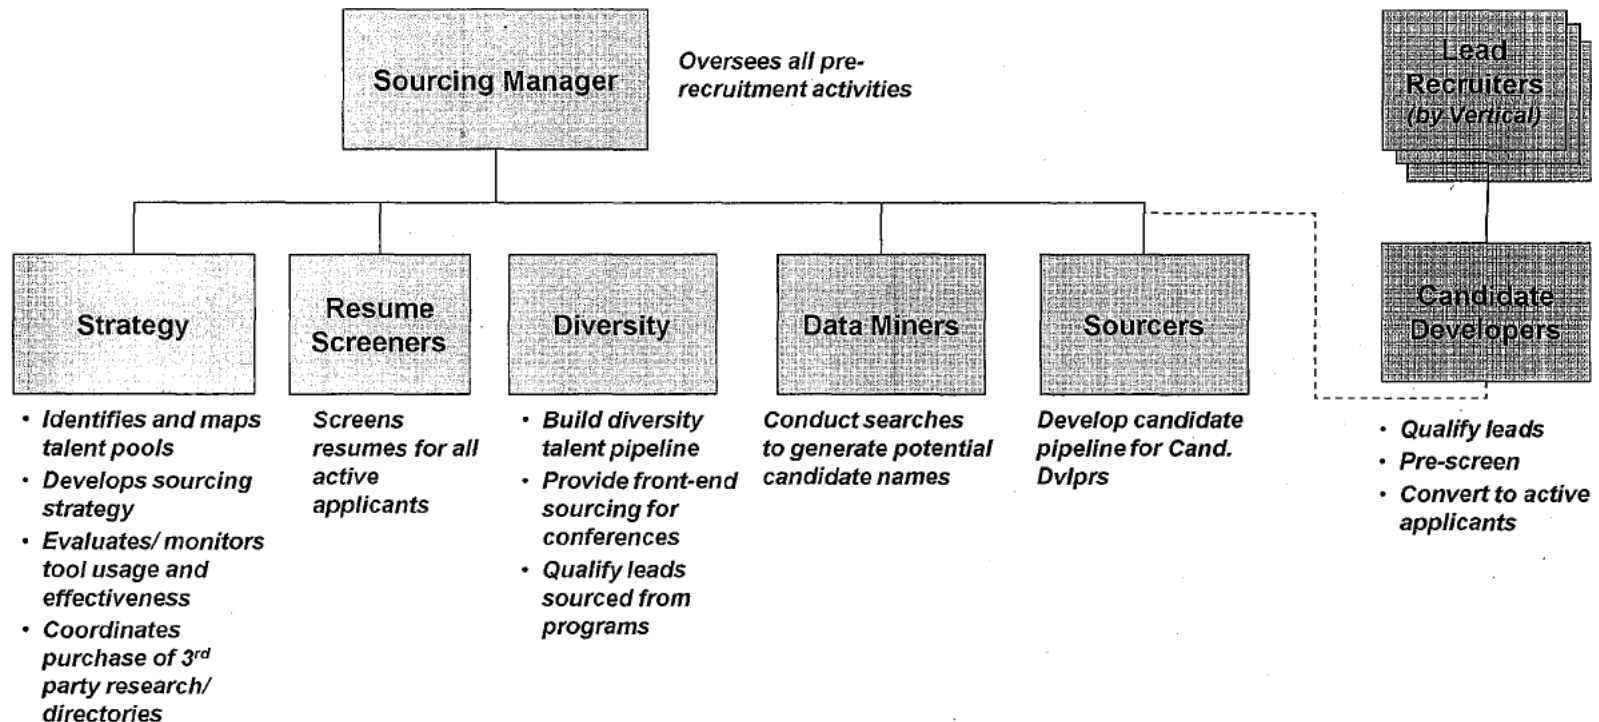 Sourcing Manager
Oversees all pre-
recruitment activities
Lead
Recruiters
(by Vertical)
Strategy
Resume
Screeners
Diversity
Data Miners
Sourcers
Candidate
Developers
• Identifies and maps
talent pools
• Develops sourcing
strategy
• Evaluates/ monitors
tool usage and
effectiveness
• Coordinates
purchase of 3rd
party research/
directories
Screens
resumes for all
active
applicants
• Build diversity
talent pipeline
• Provide front-end
sourcing for
conferences
• Qualify leads
sourced from
programs
Conduct searches
to generate potential
candidate names
Develop candidate
pipeline for Cand.
Dvlprs
• Qualify leads
• Pre-screen
• Convert to active
applicants